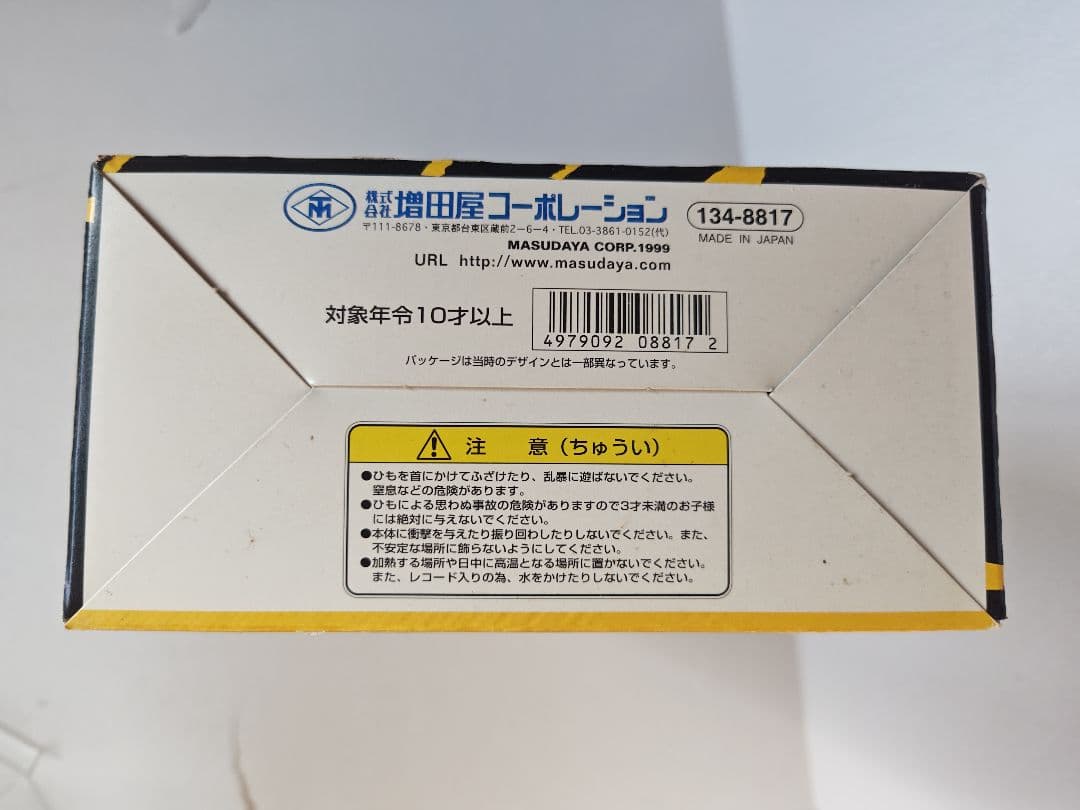 TM 株式会社 増田屋コーポレーション 134-8817
〒111-8678・東京都台東区蔵前2-6-4・TEL.03-3861-0152(代)
MADE IN JAPAN
MASUDAYA CORP.1999
URL http://www.masudaya.com
対象年令10才以上
4979092 08817 2
パッケージは当時のデザインとは一部異なっています。
注 意(ちゅうい)
●ひもを首にかけてふざけたり、乱暴に遊ばないでください。
窒息などの危険があります。
●ひもによる思わぬ事故の危険がありますので3才未満のお子様
には絶対に与えないでください。
●本体に衝撃を与えたり振り回わしたりしないでください。また、
不安定な場所に飾らないようにしてください。
●加熱する場所や日中に高温となる場所に置かないでください。
また、レコード入りの為、水をかけたりしないでください。